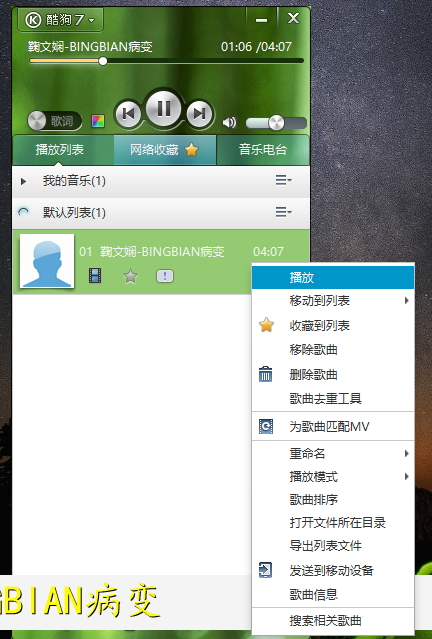 酷狗 7
鞠文娴-BINGBIAN病变 01:06 /04:07
歌词
播放列表 网络收藏 音乐电台
我的音乐(1)
默认列表(1)
01 鞠文娴-BINGBIAN病变 04:07
播放
移动到列表
收藏到列表
移除歌曲
删除歌曲
歌曲去重工具
为歌曲匹配MV
重命名
播放模式
歌曲排序
打开文件所在目录
导出列表文件
发送到移动设备
歌曲信息
搜索相关歌曲
GBIAN病变